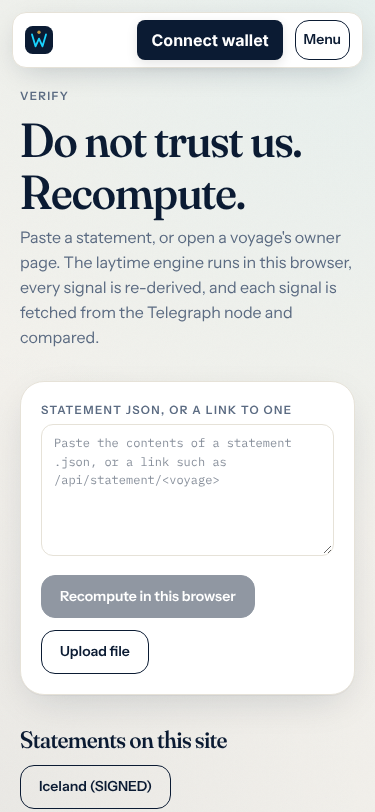 Connect wallet
Menu
VERIFY
Do not trust us.
Recompute.
Paste a statement, or open a voyage's owner
page. The laytime engine runs in this browser,
every signal is re-derived, and each signal is
fetched from the Telegraph node and
compared.
STATEMENT JSON, OR A LINK TO ONE
Paste the contents of a statement
.json, or a link such as
/api/statement/<voyage>
Recompute in this browser
Upload file
Statements on this site
Iceland (SIGNED)